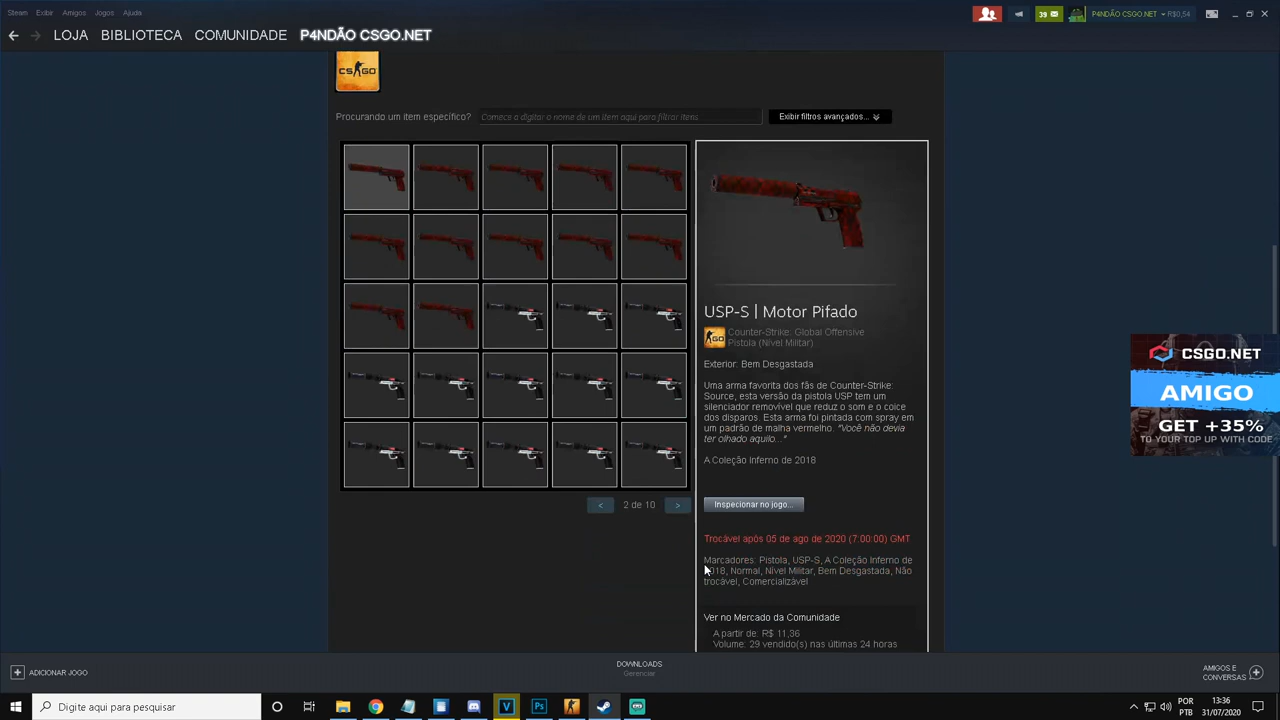 Steam Exibir Amigos Jogos Ajuda
39 P4NDÃO CSGO.NET R$0,54
LOJA BIBLIOTECA COMUNIDADE P4NDÃO CSGO.NET
CS GO
Procurando um item específico? Comece a digitar o nome de um item aqui para filtrar itens Exibir filtros avançados...
USP-S | Motor Pifado
Counter-Strike: Global Offensive
Pistola (Nível Militar)
Exterior: Bem Desgastada
Uma arma favorita dos fãs de Counter-Strike:
Source, esta versão da pistola USP tem um
silenciador removível que reduz o som e o coice
dos disparos. Esta arma foi pintada com spray em
um padrão de malha vermelho. "Você não devia
ter olhado aquilo..."
A Coleção Inferno de 2018
< 2 de 10 >
Inspecionar no jogo...
Trocável após 05 de ago de 2020 (7:00:00) GMT
Marcadores: Pistola, USP-S, A Coleção Inferno de
2018, Normal, Nível Militar, Bem Desgastada, Não
trocável, Comercializável
Ver no Mercado da Comunidade
A partir de: R$ 11,36
Volume: 29 vendido(s) nas últimas 24 horas
CSGO.NET
AMIGO
GET +35%
TO YOUR TOP UP WITH CODE
ADICIONAR JOGO
DOWNLOADS
Gerenciar
AMIGOS E
CONVERSAS
Digite aqui para pesquisar
POR
PTB
13:36
31/07/2020